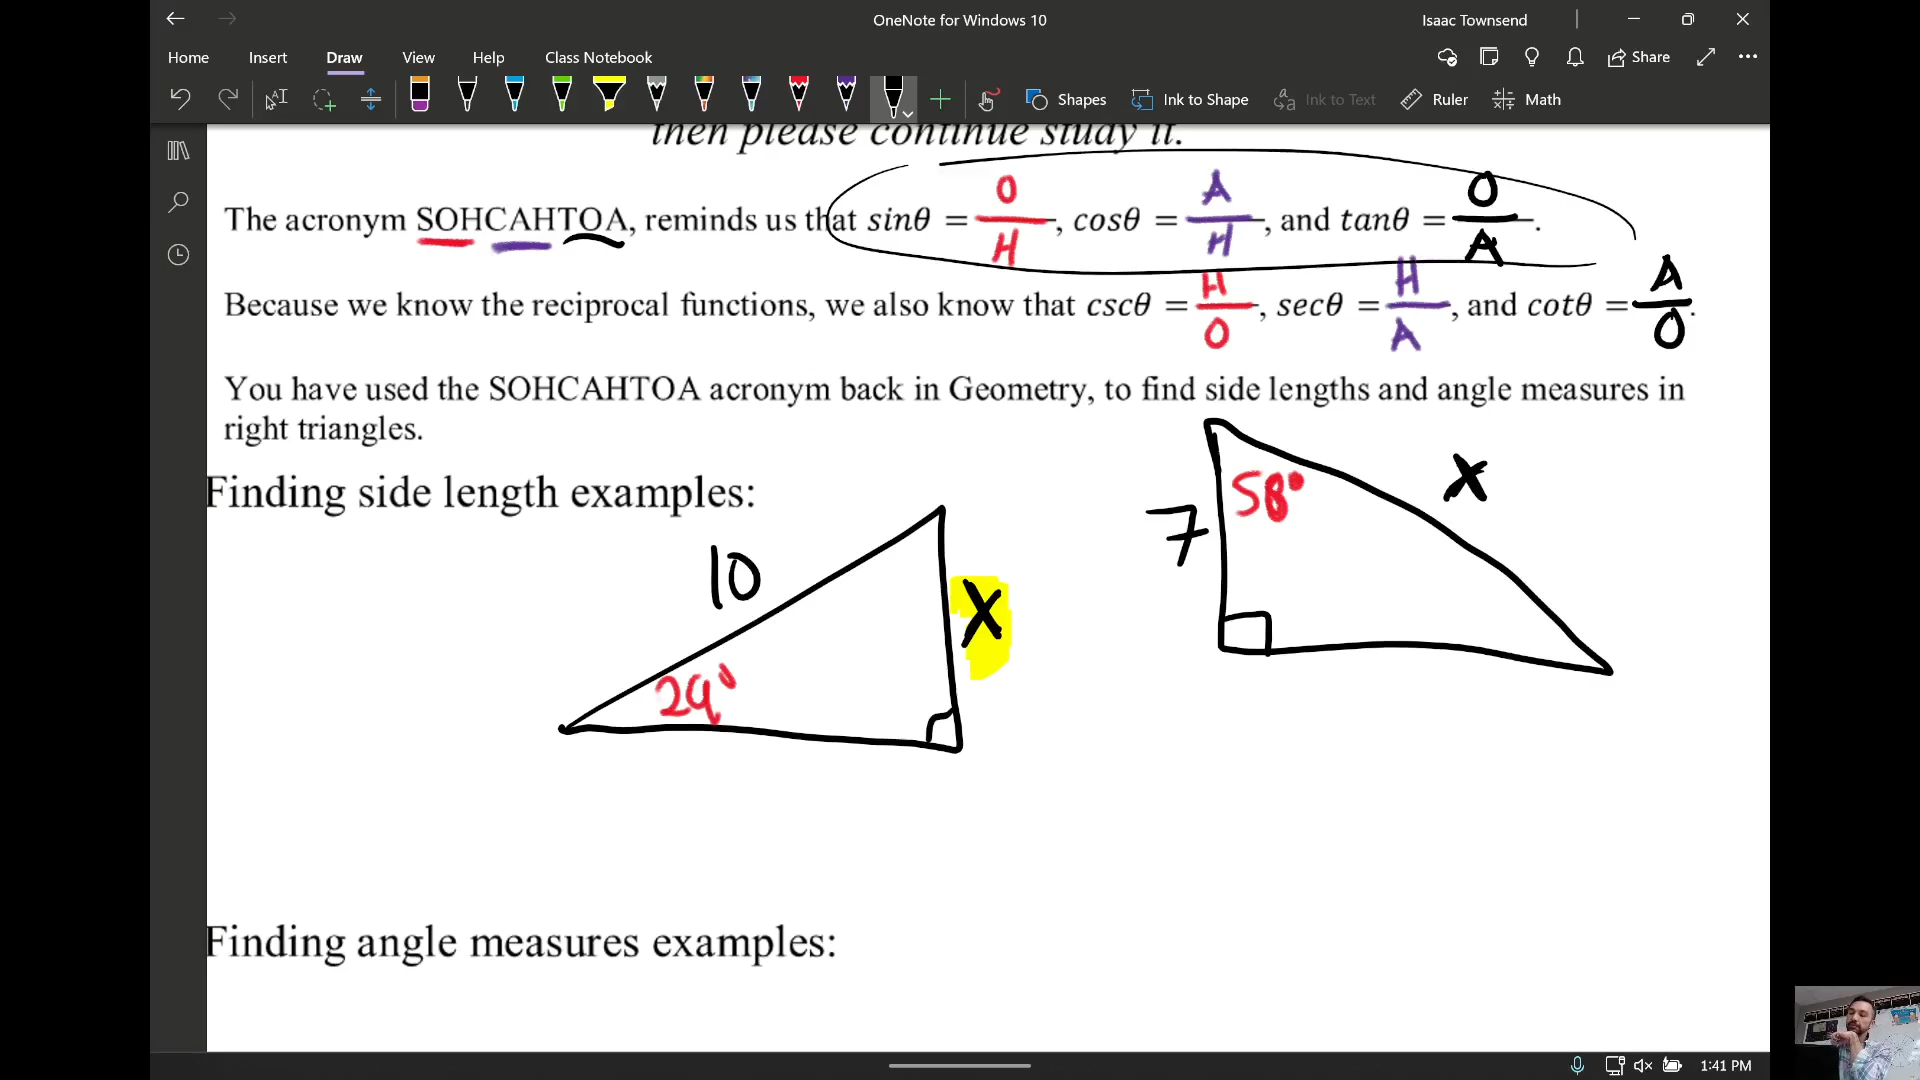 OneNote for Windows 10
Isaac Townsend
Home Insert Draw View Help Class Notebook
Share
Shapes Ink to Shape Ink to Text Ruler Math
then please continue study it.
The acronym SOHCAHTOA, reminds us that sinθ = O/H, cosθ = A/H, and tanθ = O/A.
Because we know the reciprocal functions, we also know that cscθ = H/O, secθ = H/A, and cotθ = A/O.
You have used the SOHCAHTOA acronym back in Geometry, to find side lengths and angle measures in
right triangles.
Finding side length examples:
10
X
29°
58°
X
7
Finding angle measures examples:
1:41 PM